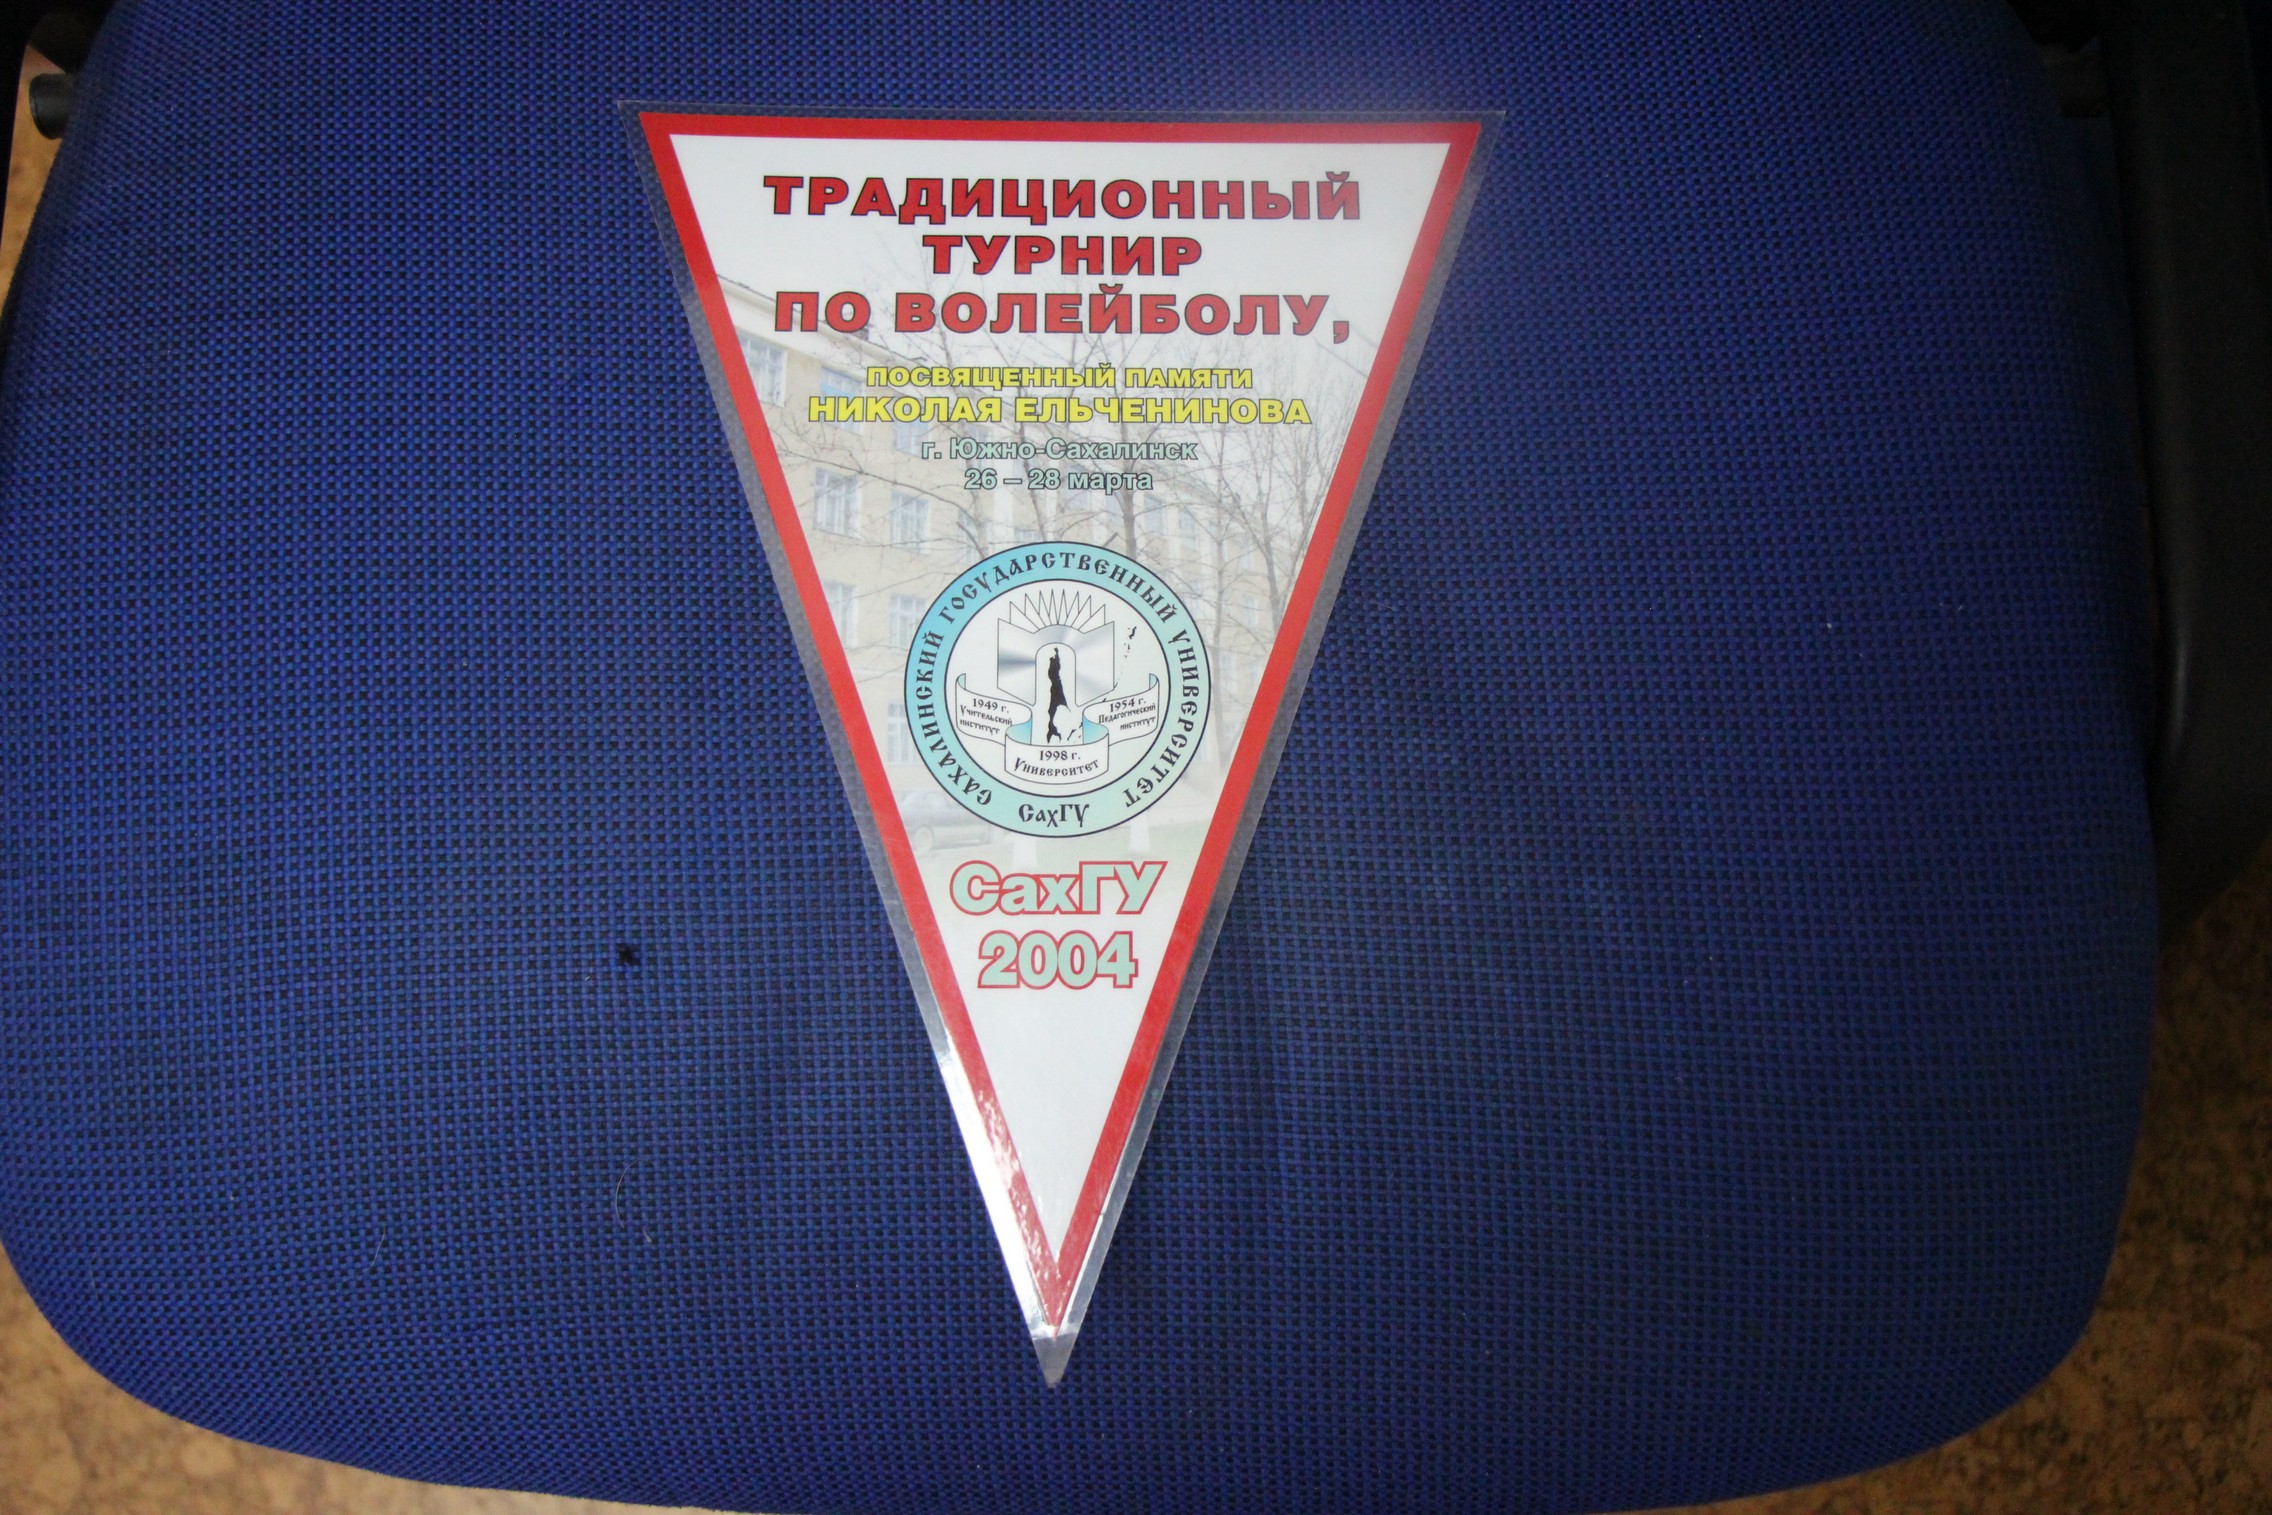 ТРАДИЦИОННЫЙ
ТУРНИР
ПО ВОЛЕЙБОЛУ,
ПОСВЯЩЕННЫЙ ПАМЯТИ
НИКОЛАЯ ЕЛЬЧЕНИНОВА
г. Южно-Сахалинск
26 – 28 марта
САХАЛИНСКИЙ ГОСУДАРСТВЕННЫЙ УНИВЕРСИТЕТ
1949 г.
Учительский
институт
1954 г.
Педагогический
институт
1998 г.
Университет
СахГУ
СахГУ
2004